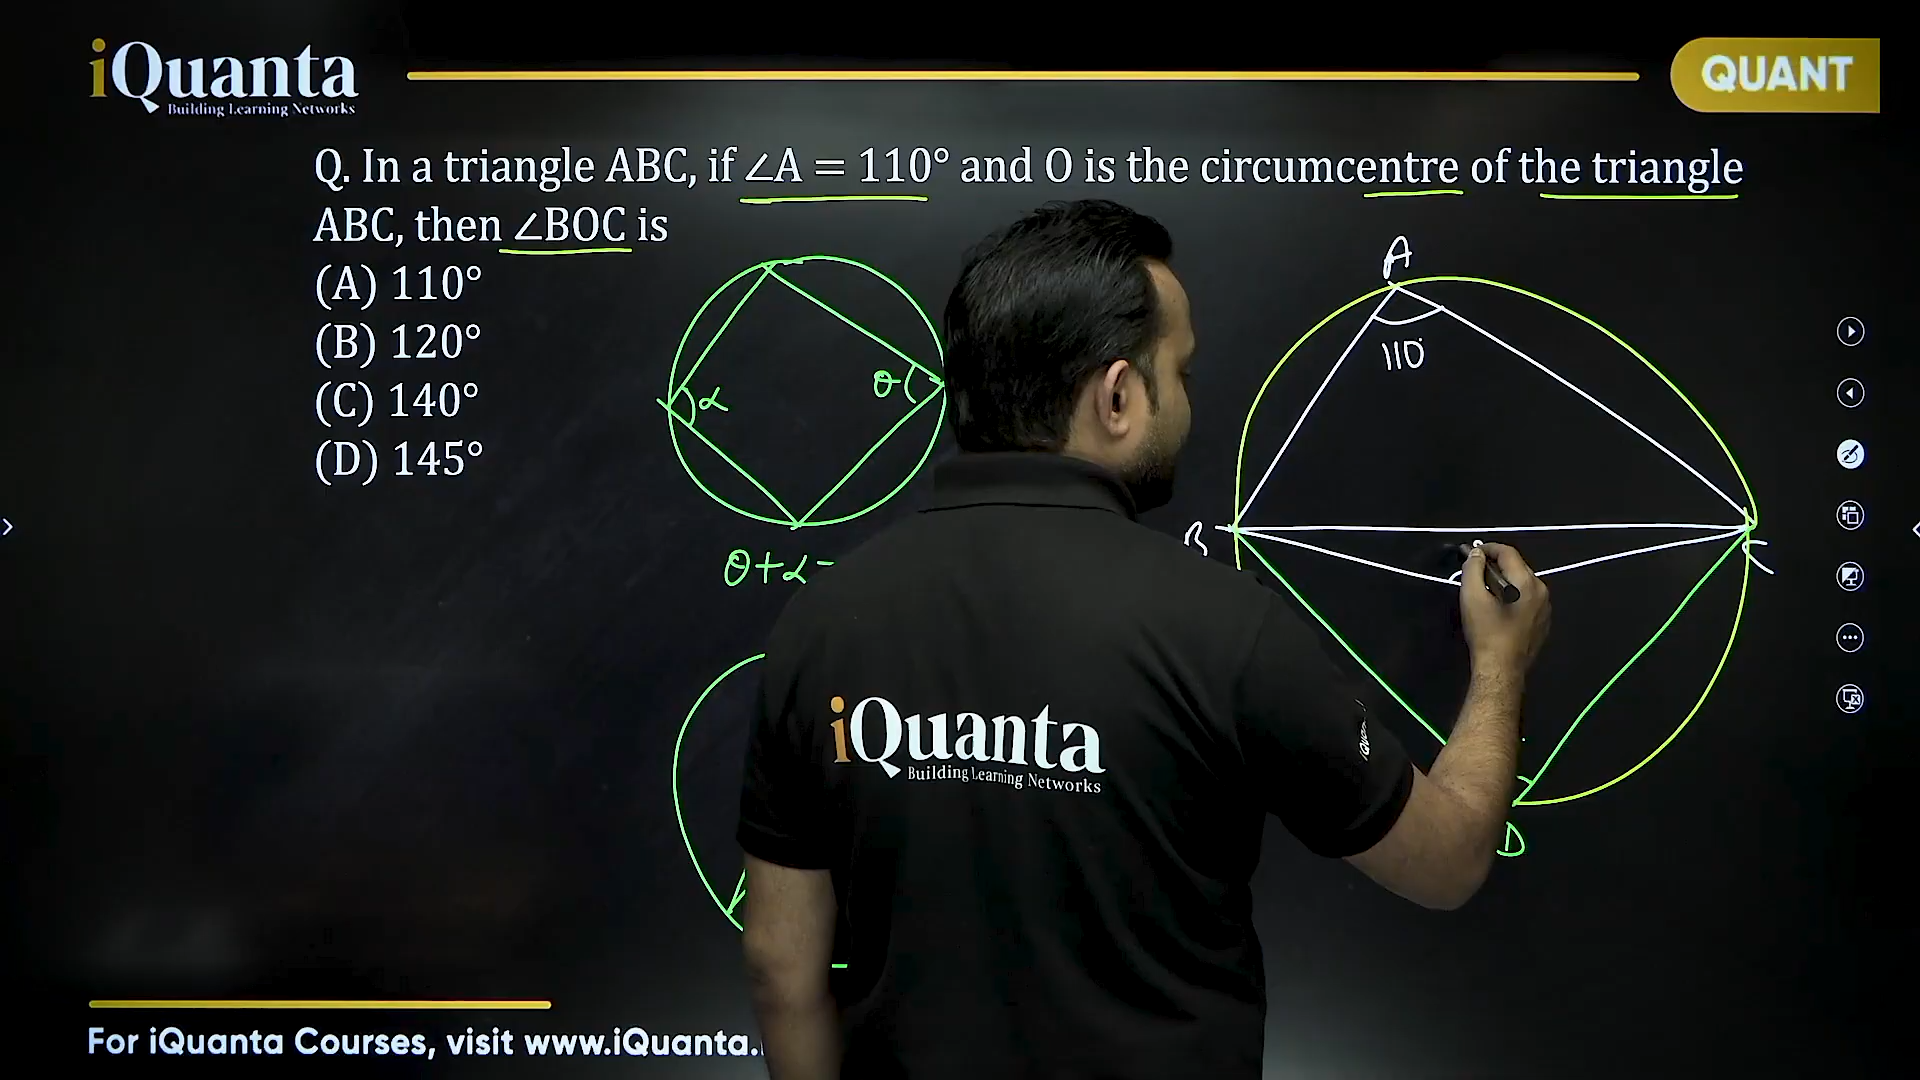 iQuanta
Building Learning Networks
QUANT
Q. In a triangle ABC, if ∠A = 110° and O is the circumcentre of the triangle
ABC, then ∠BOC is
(A) 110°
(B) 120°
(C) 140°
(D) 145°
α
θ
θ+α=
A
110°
B
C
D
iQuanta
Building Learning Networks
For iQuanta Courses, visit www.iQuanta.